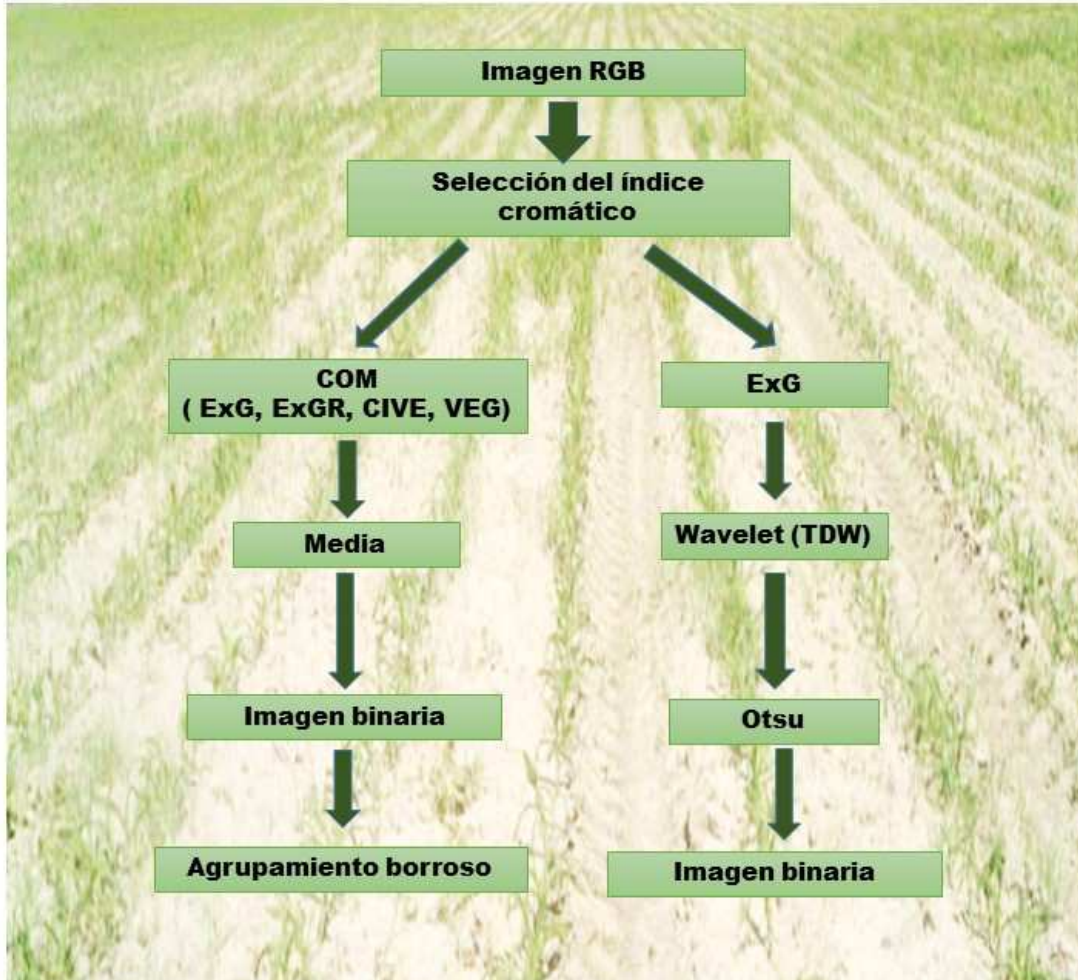 Imagen RGB
Selección del índice
cromático
COM
( ExG, ExGR, CIVE, VEG)
ExG
Media
Wavelet (TDW)
Imagen binaria
Otsu
Agrupamiento borroso
Imagen binaria